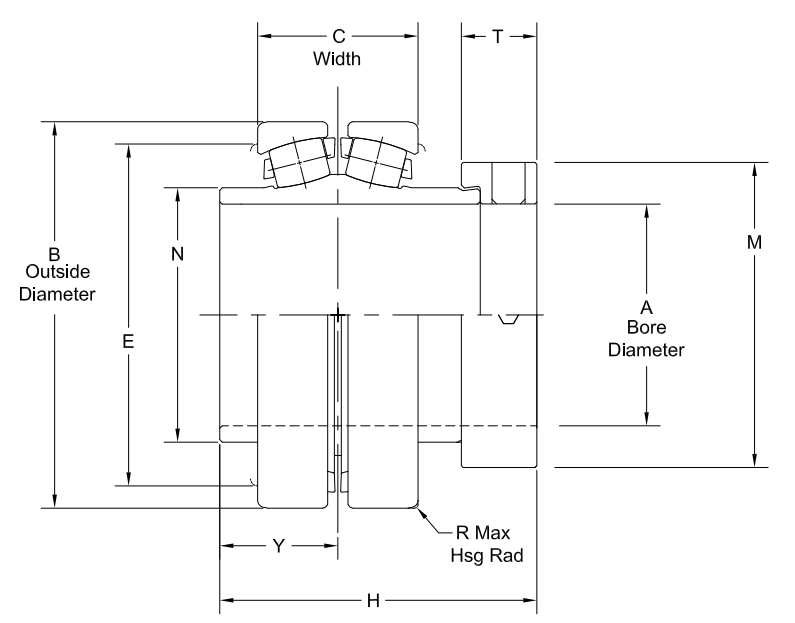 C
Width
T
B
Outside
Diameter
N
M
A
Bore
Diameter
E
R Max
Hsg Rad
Y
H